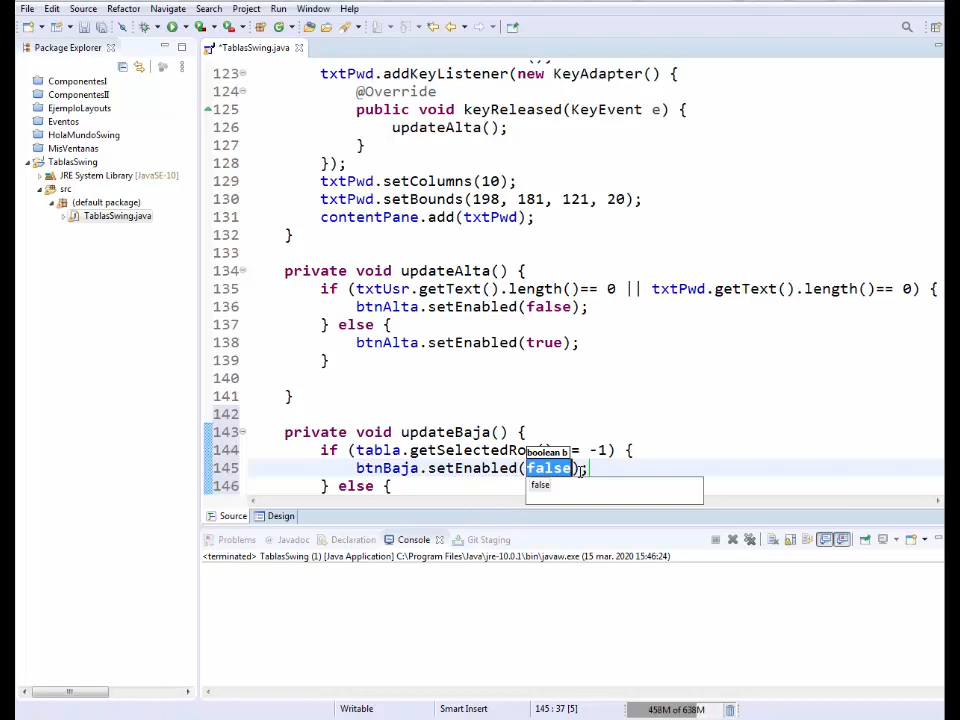 File Edit Source Refactor Navigate Search Project Run Window Help
Package Explorer
*TablasSwing.java
ComponentesI
ComponentesII
EjemploLayouts
Eventos
HolaMundoSwing
MisVentanas
TablasSwing
JRE System Library [JavaSE-10]
src
(default package)
TablasSwing.java
123 txtPwd.addKeyListener(new KeyAdapter() {
124 @Override
125 public void keyReleased(KeyEvent e) {
126 updateAlta();
127 }
128 });
129 txtPwd.setColumns(10);
130 txtPwd.setBounds(198, 181, 121, 20);
131 contentPane.add(txtPwd);
132 }
133
134 private void updateAlta() {
135 if (txtUsr.getText().length()== 0 || txtPwd.getText().length()== 0) {
136 btnAlta.setEnabled(false);
137 } else {
138 btnAlta.setEnabled(true);
139 }
140
141 }
142
143 private void updateBaja() {
144 if (tabla.getSelectedRo = -1) {
boolean b
145 btnBaja.setEnabled(false);
false
146 } else {
Source Design
Problems Javadoc Declaration Console Git Staging
<terminated> TablasSwing (1) [Java Application] C:\Program Files\Java\jre-10.0.1\bin\javaw.exe (15 mar. 2020 15:46:24)
Writable Smart Insert 145 : 37 [5] 458M of 638M